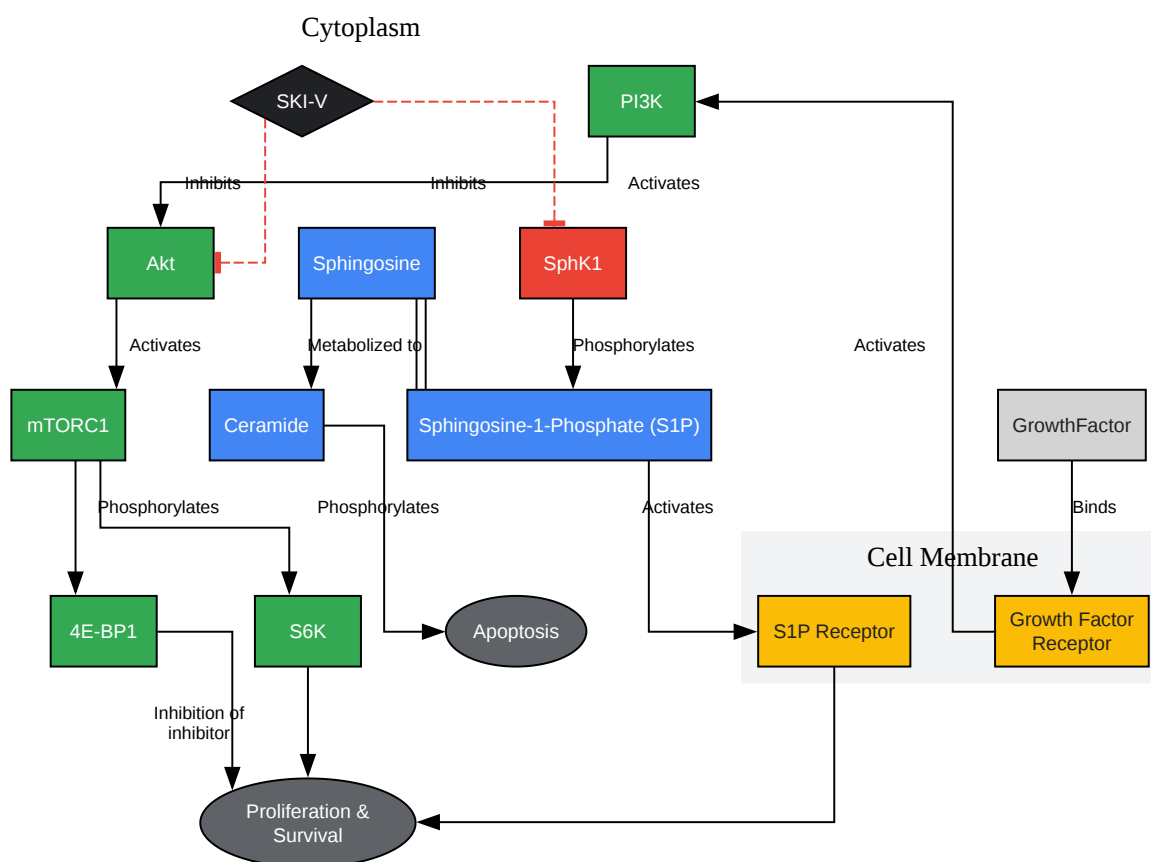 Cytoplasm
SKI-V
PI3K
Inhibits
Inhibits
Activates
Akt
Sphingosine
SphK1
Activates
Metabolized to
Phosphorylates
Activates
mTORC1
Ceramide
Sphingosine-1-Phosphate (S1P)
GrowthFactor
Phosphorylates
Phosphorylates
Activates
Binds
Cell Membrane
4E-BP1
S6K
Apoptosis
S1P Receptor
Growth Factor
Receptor
Inhibition of
inhibitor
Proliferation &
Survival